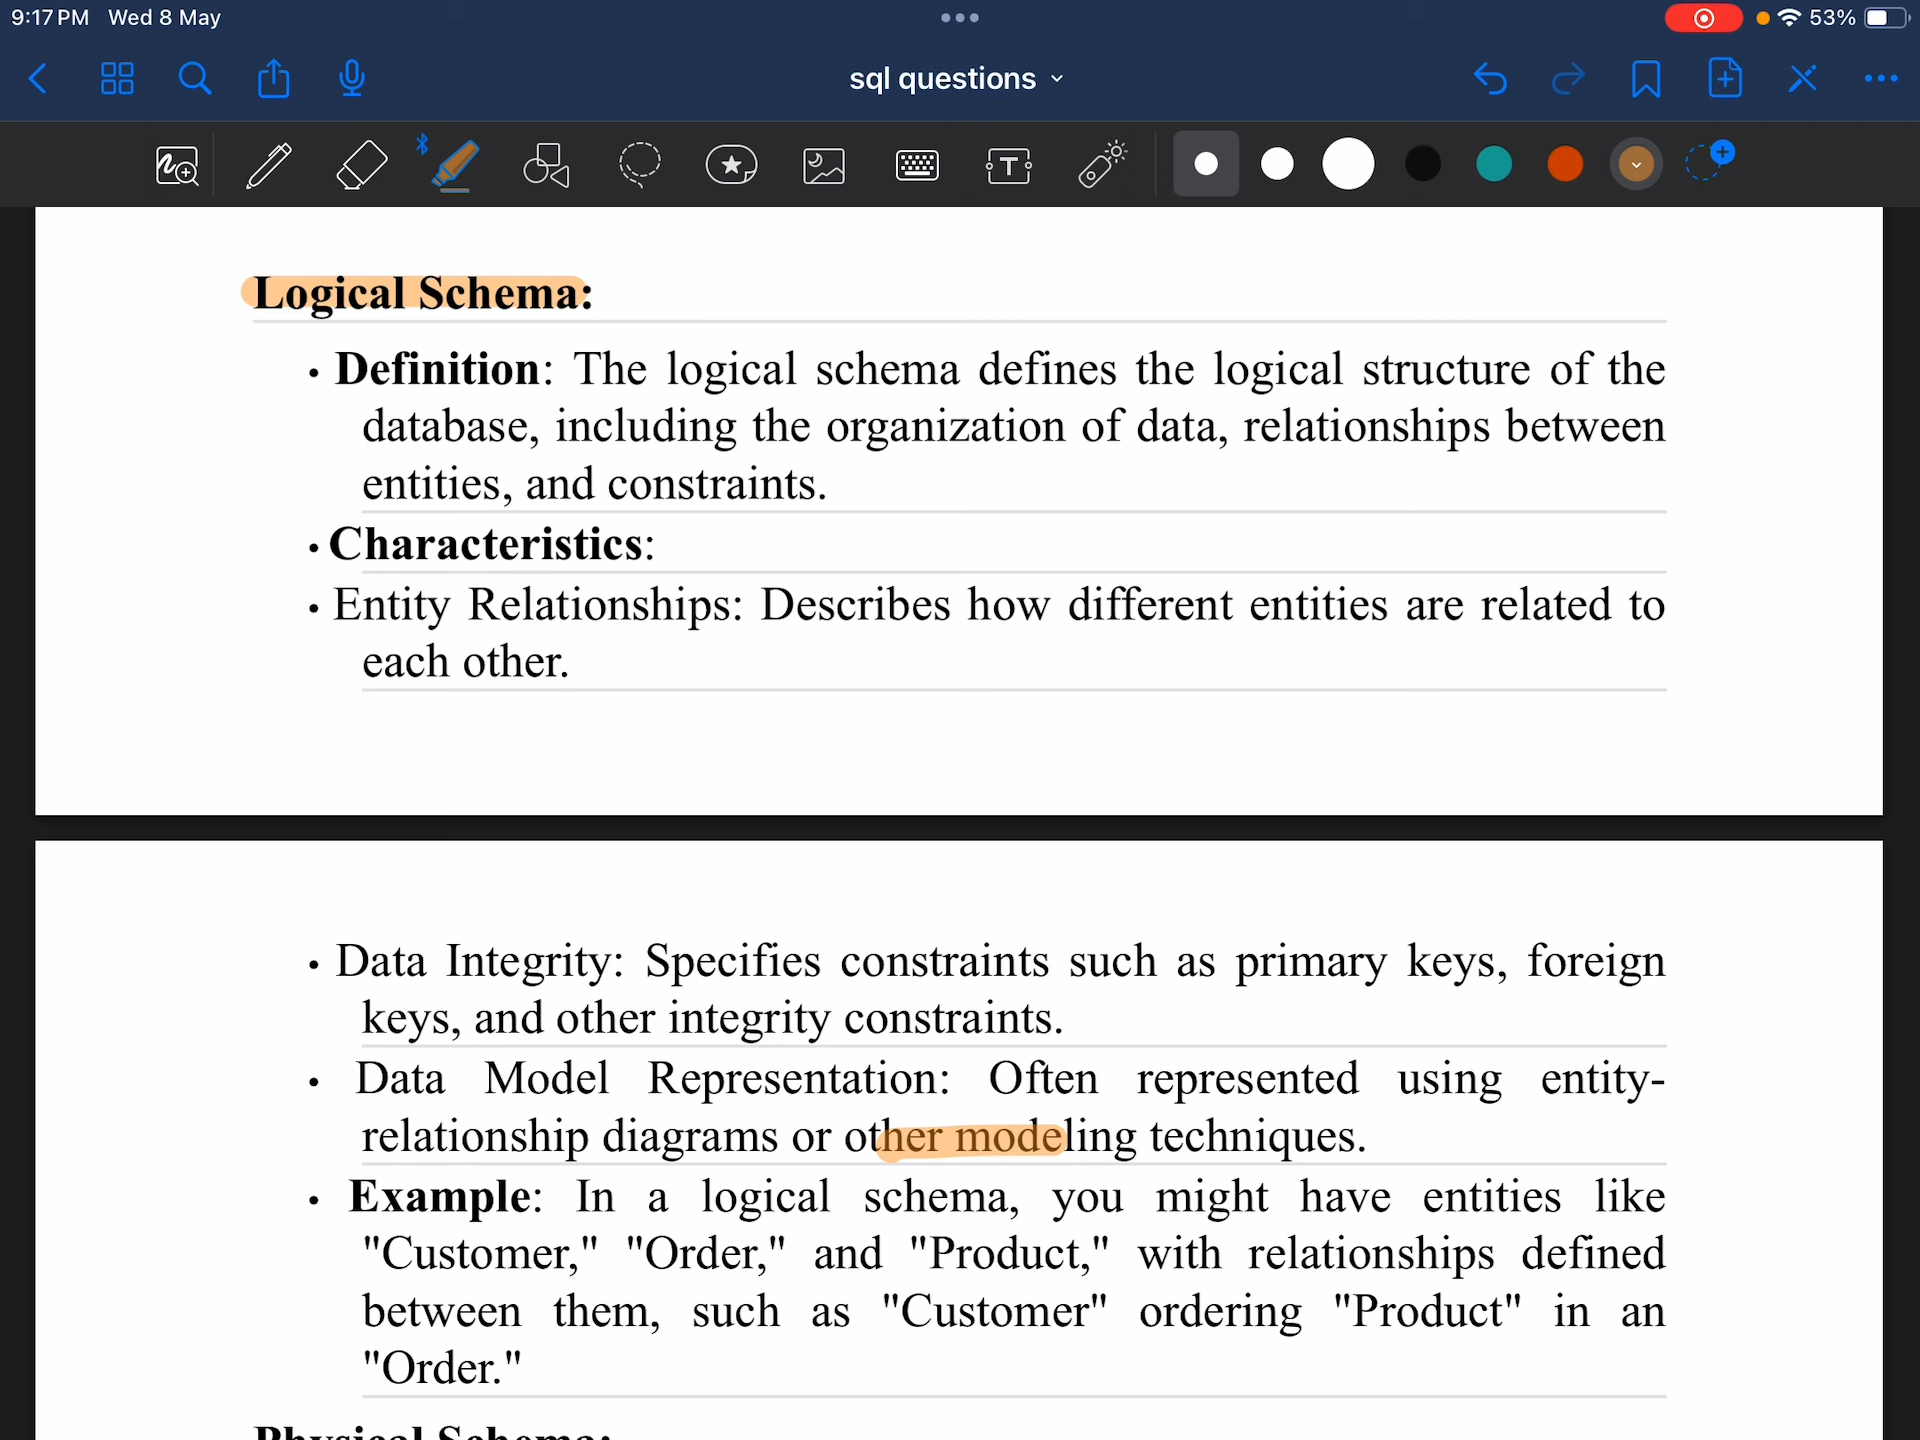 9:17 PM Wed 8 May
53%
sql questions
T
Logical Schema:
• Definition: The logical schema defines the logical structure of the
database, including the organization of data, relationships between
entities, and constraints.
• Characteristics:
• Entity Relationships: Describes how different entities are related to
each other.
• Data Integrity: Specifies constraints such as primary keys, foreign
keys, and other integrity constraints.
• Data Model Representation: Often represented using entity-
relationship diagrams or other modeling techniques.
• Example: In a logical schema, you might have entities like
"Customer," "Order," and "Product," with relationships defined
between them, such as "Customer" ordering "Product" in an
"Order."
Physical Schema: